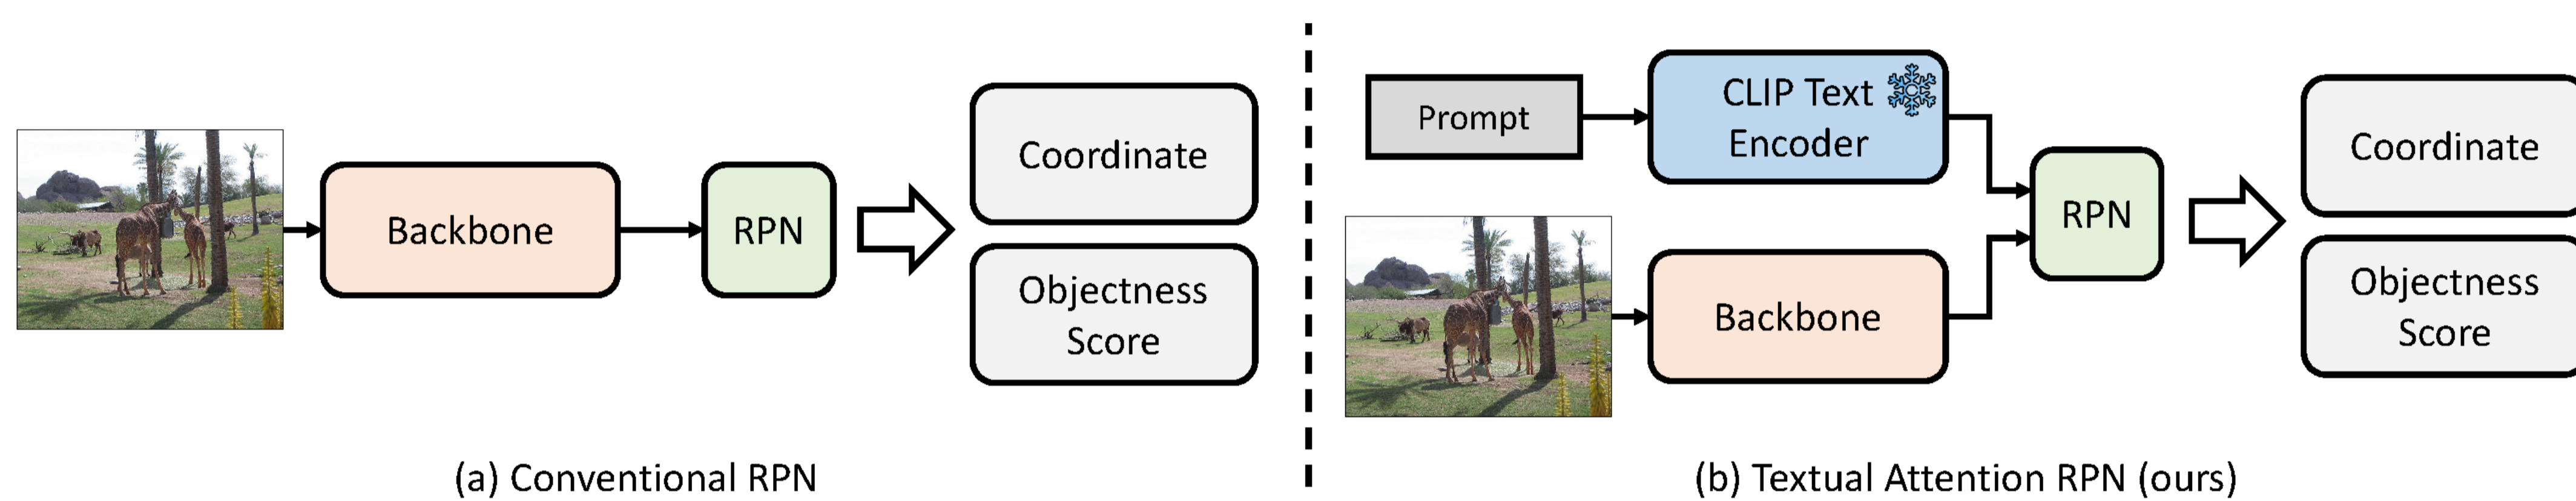 Backbone
RPN
Coordinate
Objectness
Score
(a) Conventional RPN
Prompt
CLIP Text
Encoder
Backbone
RPN
Coordinate
Objectness
Score
(b) Textual Attention RPN (ours)